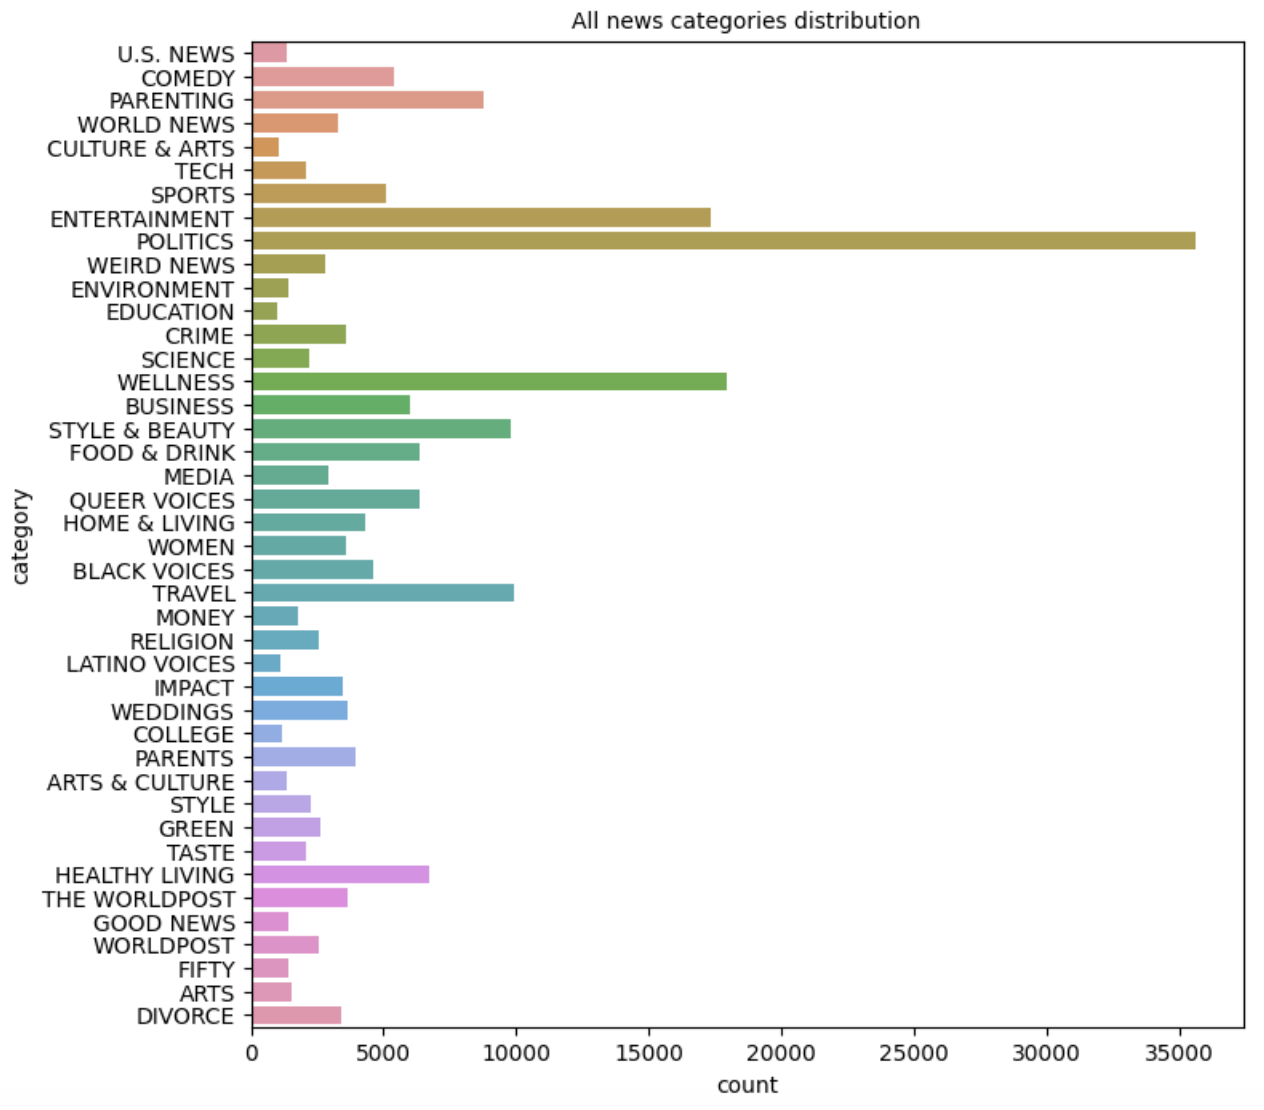 All news categories distribution
U.S. NEWS
COMEDY
PARENTING
WORLD NEWS
CULTURE & ARTS
TECH
SPORTS
ENTERTAINMENT
POLITICS
WEIRD NEWS
ENVIRONMENT
EDUCATION
CRIME
SCIENCE
WELLNESS
BUSINESS
STYLE & BEAUTY
FOOD & DRINK
MEDIA
QUEER VOICES
HOME & LIVING
WOMEN
BLACK VOICES
TRAVEL
MONEY
RELIGION
LATINO VOICES
IMPACT
WEDDINGS
COLLEGE
PARENTS
ARTS & CULTURE
STYLE
GREEN
TASTE
HEALTHY LIVING
THE WORLDPOST
GOOD NEWS
WORLDPOST
FIFTY
ARTS
DIVORCE
category
0 5000 10000 15000 20000 25000 30000 35000
count